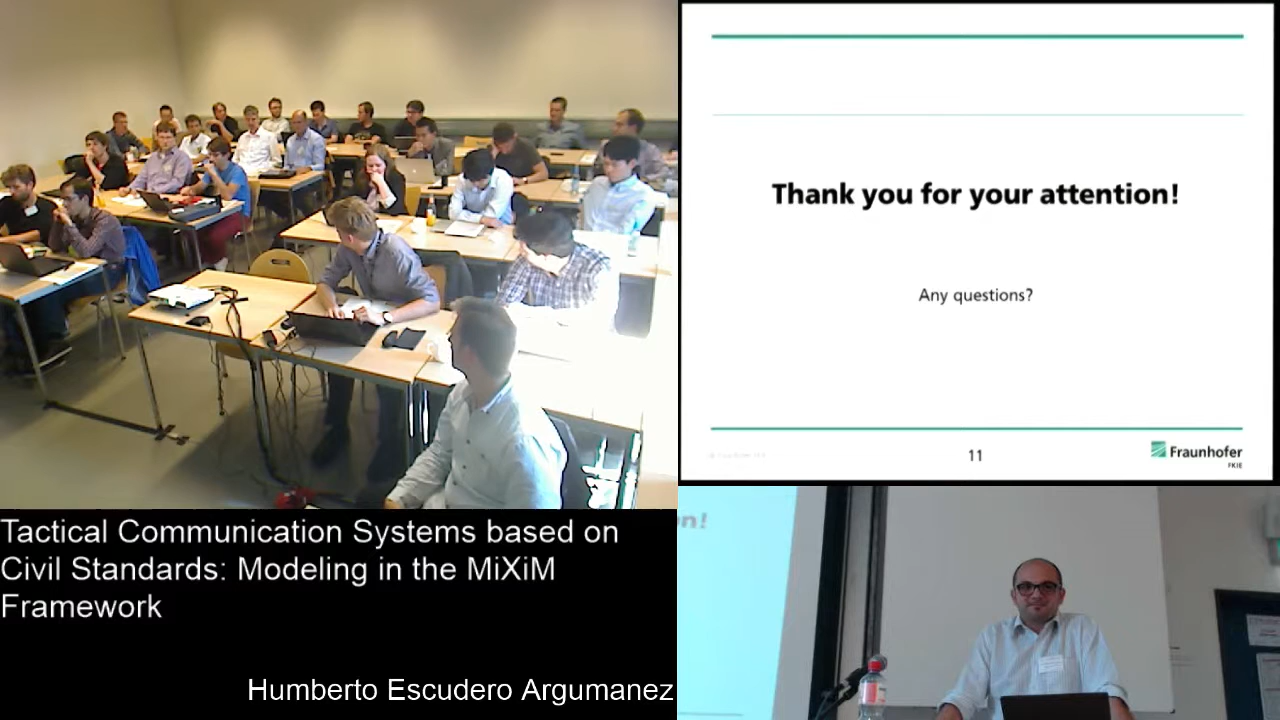 Thank you for your attention!
Any questions?
11
Fraunhofer
FKIE
Tactical Communication Systems based on
Civil Standards: Modeling in the MiXiM
Framework
Humberto Escudero Argumanez